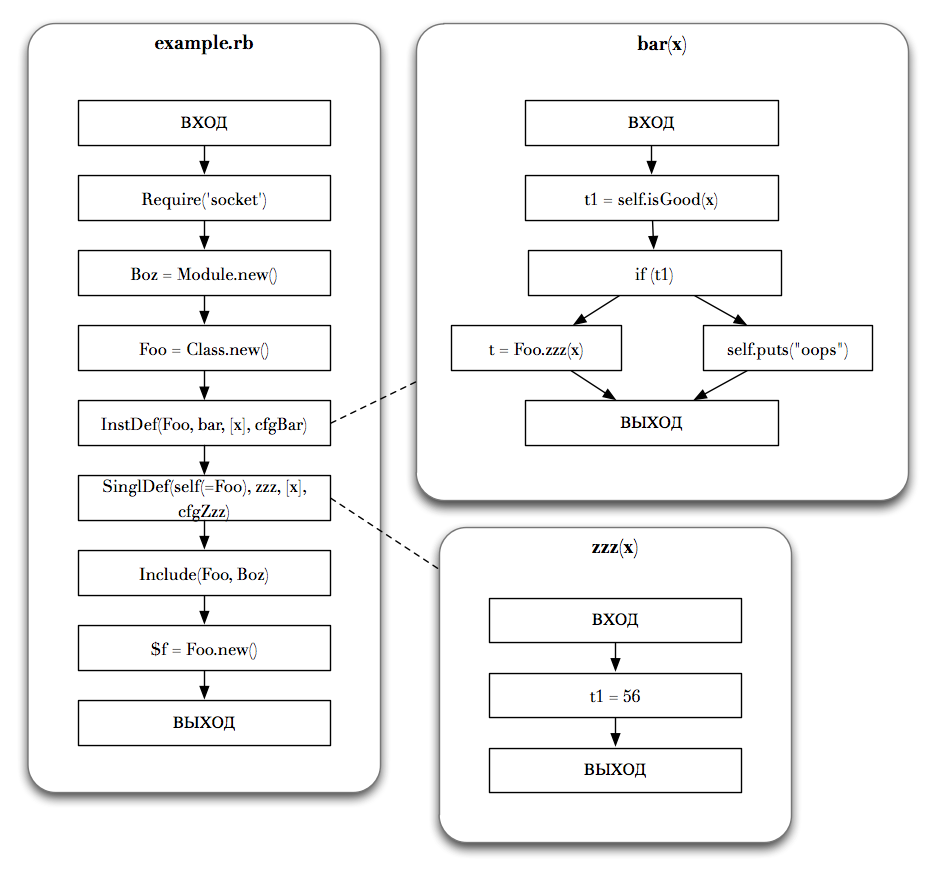 example.rb
ВХОД
Require('socket')
Boz = Module.new()
Foo = Class.new()
InstDef(Foo, bar, [x], cfgBar)
SinglDef(self(=Foo), zzz, [x],
cfgZzz)
Include(Foo, Boz)
$f = Foo.new()
ВЫХОД
bar(x)
ВХОД
t1 = self.isGood(x)
if (t1)
t = Foo.zzz(x)
self.puts("oops")
ВЫХОД
zzz(x)
ВХОД
t1 = 56
ВЫХОД